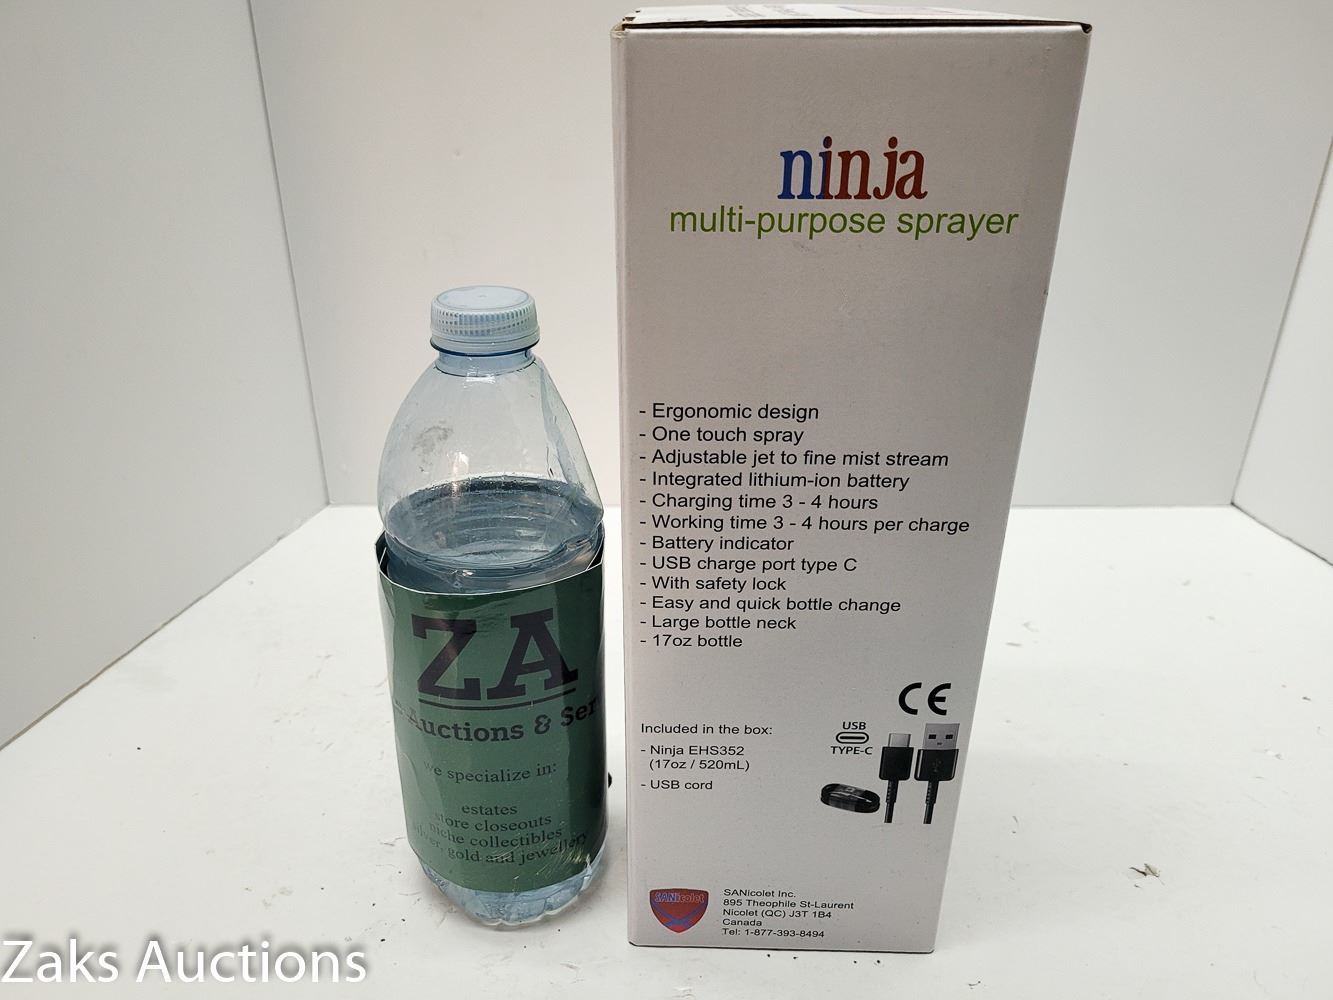 ninja
multi-purpose sprayer
- Ergonomic design
- One touch spray
- Adjustable jet to fine mist stream
- Integrated lithium-ion battery
- Charging time 3 - 4 hours
- Working time 3 - 4 hours per charge
- Battery indicator
- USB charge port type C
- With safety lock
- Easy and quick bottle change
- Large bottle neck
- 17oz bottle
CE
Included in the box:
- Ninja EHS352
(17oz / 520mL)
- USB cord
USB
TYPE-C
SANicolet
SANicolet Inc.
895 Theophile St-Laurent
Nicolet (QC) J3T 1B4
Canada
Tel: 1-877-393-8494
ZA
Auctions & Ser
we specialize in:
estates
store closeouts
niche collectibles
silver, gold and jewellery
Zaks Auctions